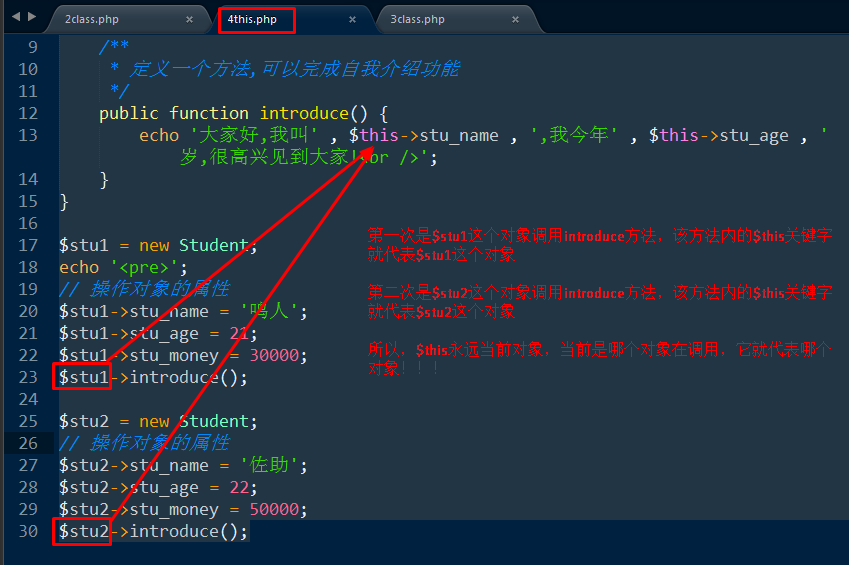 2class.php × 4this.php × 3class.php ×
9 /**
10 * 定义一个方法,可以完成自我介绍功能
11 */
12 public function introduce() {
13 echo '大家好,我叫' , $this->stu_name , ',我今年' , $this->stu_age , '
岁,很高兴见到大家!<br />';
14 }
15 }
16
17 $stu1 = new Student;
18 echo '<pre>';
19 // 操作对象的属性
20 $stu1->stu_name = '鸣人';
21 $stu1->stu_age = 21;
22 $stu1->stu_money = 30000;
23 $stu1->introduce();
24
25 $stu2 = new Student;
26 // 操作对象的属性
27 $stu2->stu_name = '佐助';
28 $stu2->stu_age = 22;
29 $stu2->stu_money = 50000;
30 $stu2->introduce();
第一次是$stu1这个对象调用introduce方法，该方法内的$this关键字
就代表$stu1这个对象
第二次是$stu2这个对象调用introduce方法，该方法内的$this关键字
就代表$stu2这个对象
所以，$this永远当前对象，当前是哪个对象在调用，它就代表哪个
对象！！！